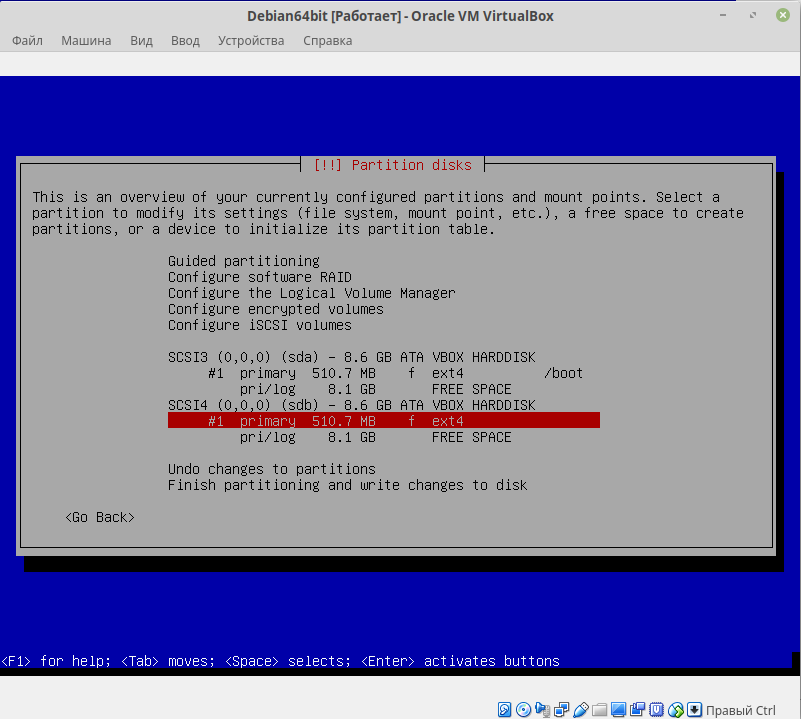 Debian64bit [Работает] - Oracle VM VirtualBox
Файл Машина Вид Ввод Устройства Справка
[!!] Partition disks
This is an overview of your currently configured partitions and mount points. Select a
partition to modify its settings (file system, mount point, etc.), a free space to create
partitions, or a device to initialize its partition table.
Guided partitioning
Configure software RAID
Configure the Logical Volume Manager
Configure encrypted volumes
Configure iSCSI volumes
SCSI3 (0,0,0) (sda) - 8.6 GB ATA VBOX HARDDISK
#1 primary 510.7 MB f ext4 /boot
pri/log 8.1 GB FREE SPACE
SCSI4 (0,0,0) (sdb) - 8.6 GB ATA VBOX HARDDISK
#1 primary 510.7 MB f ext4
pri/log 8.1 GB FREE SPACE
Undo changes to partitions
Finish partitioning and write changes to disk
<Go Back>
<F1> for help; <Tab> moves; <Space> selects; <Enter> activates buttons
Правый Ctrl